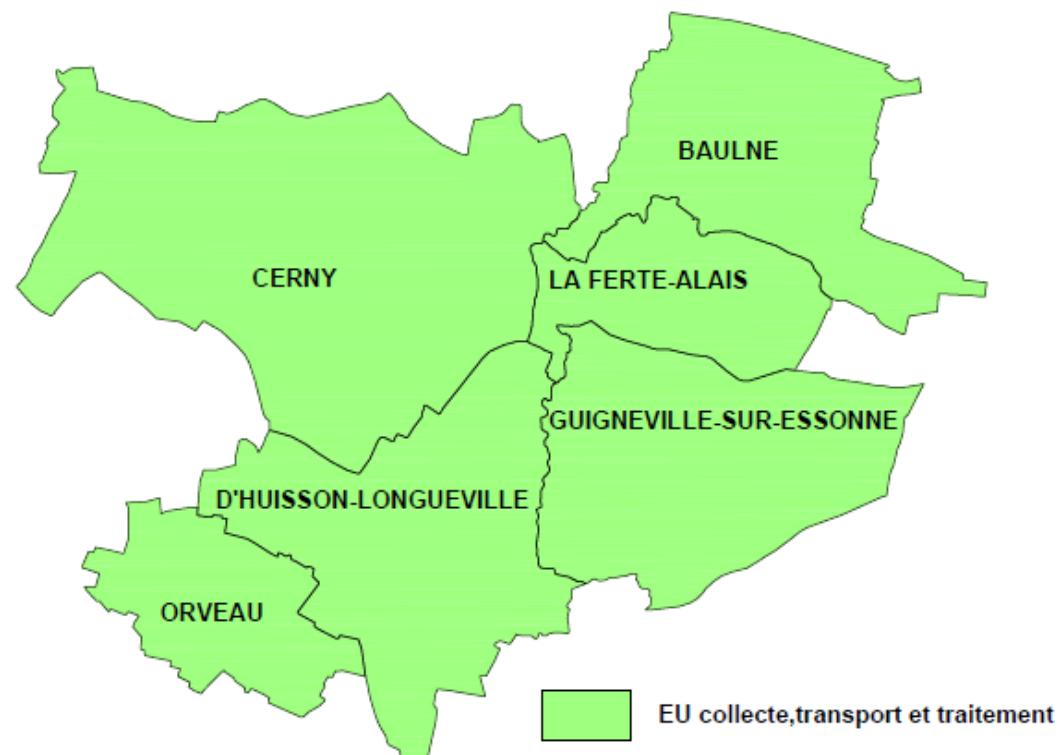 BAULNE
CERNY
LA FERTE-ALAIS
GUIGNEVILLE-SUR-ESSONNE
D'HUISSON-LONGUEVILLE
ORVEAU
EU collecte,transport et traitement